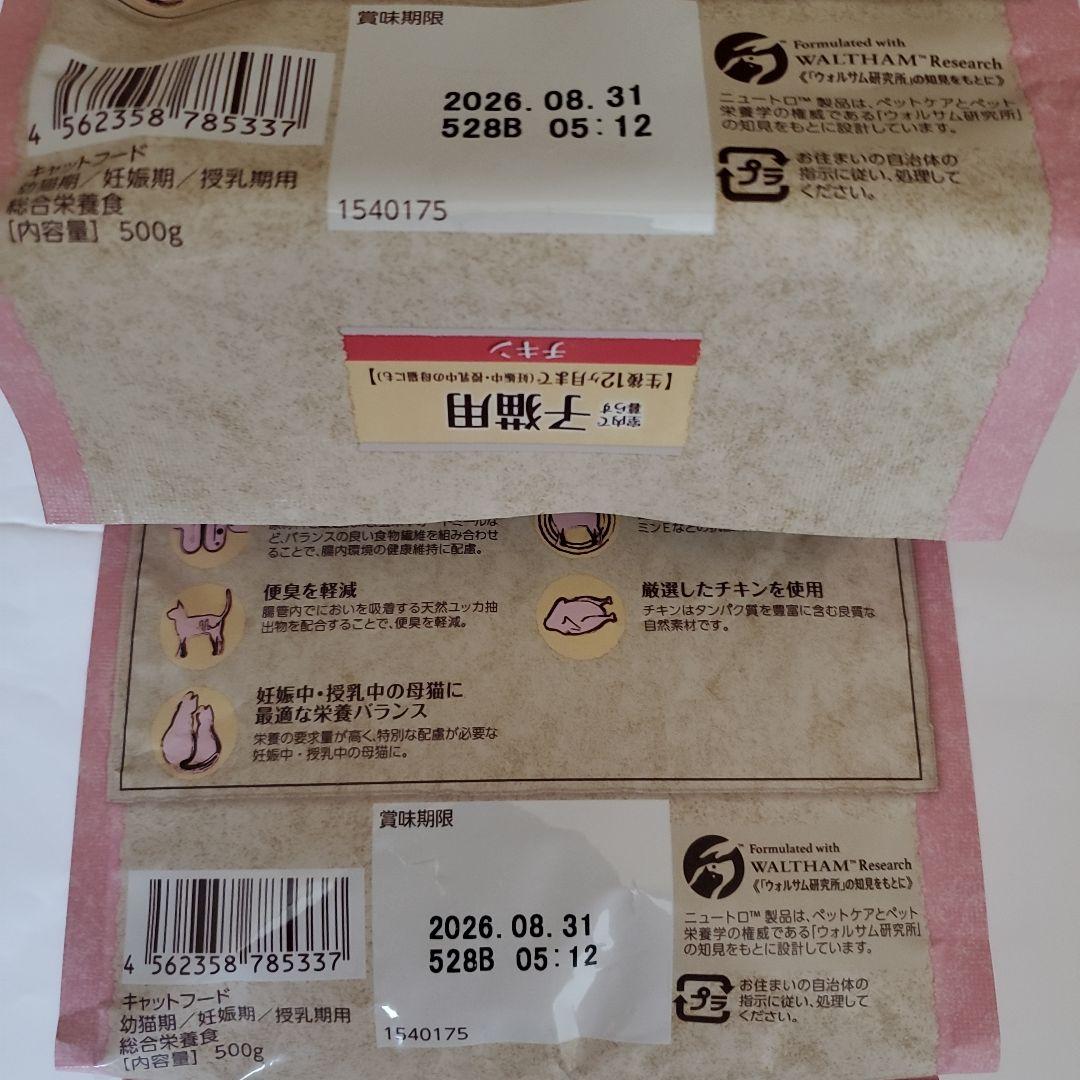 賞味期限
2026.08.31
528B 05:12
1540175
4 562358 785337
キャットフード
幼猫期/妊娠期/授乳期用
総合栄養食
[内容量] 500g
Formulated with
WALTHAM™ Research
《「ウォルサム研究所」の知見をもとに》
ニュートロ™ 製品は、ペットケアとペット
栄養学の権威である「ウォルサム研究所」
の知見をもとに設計しています。
プラ
お住まいの自治体の
指示に従い、処理して
ください。
室内で
暮らす
子猫用
【生後12ヶ月まで(妊娠中・授乳中の母猫にも)】
チキン
ど、バランスの良い食物繊維を組み合わせ
ることで、腸内環境の健康維持に配慮。
便臭を軽減
腸管内でにおいを吸着する天然ユッカ抽
出物を配合することで、便臭を軽減。
妊娠中・授乳中の母猫に
最適な栄養バランス
栄養の要求量が高く、特別な配慮が必要な
妊娠中・授乳中の母猫に。
ミンEなどの
厳選したチキンを使用
チキンはタンパク質を豊富に含む良質な
自然素材です。
賞味期限
2026.08.31
528B 05:12
1540175
4 562358 785337
キャットフード
幼猫期/妊娠期/授乳期用
総合栄養食
[内容量] 500g
Formulated with
WALTHAM™ Research
《「ウォルサム研究所」の知見をもとに》
ニュートロ™ 製品は、ペットケアとペット
栄養学の権威である「ウォルサム研究所」
の知見をもとに設計しています。
プラ
お住まいの自治体の
指示に従い、処理して
ください。